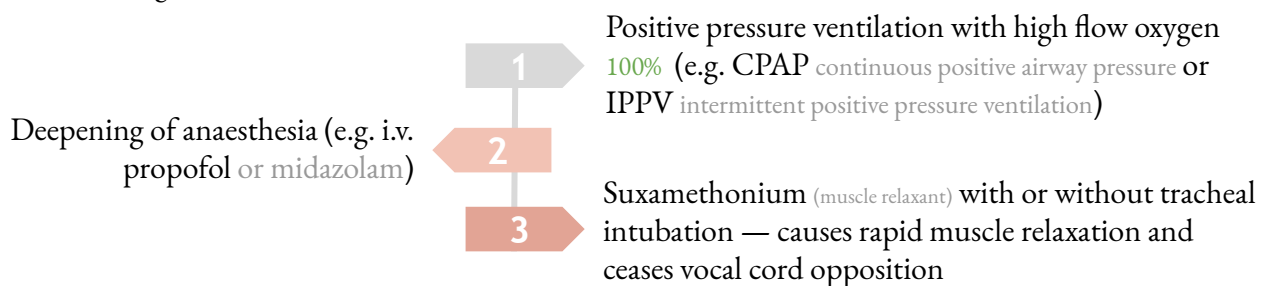 1
Positive pressure ventilation with high flow oxygen
100% (e.g. CPAP continuous positive airway pressure or
IPPV intermittent positive pressure ventilation)
Deepening of anaesthesia (e.g. i.v.
propofol or midazolam)
2
3
Suxamethonium (muscle relaxant) with or without tracheal
intubation — causes rapid muscle relaxation and
ceases vocal cord opposition